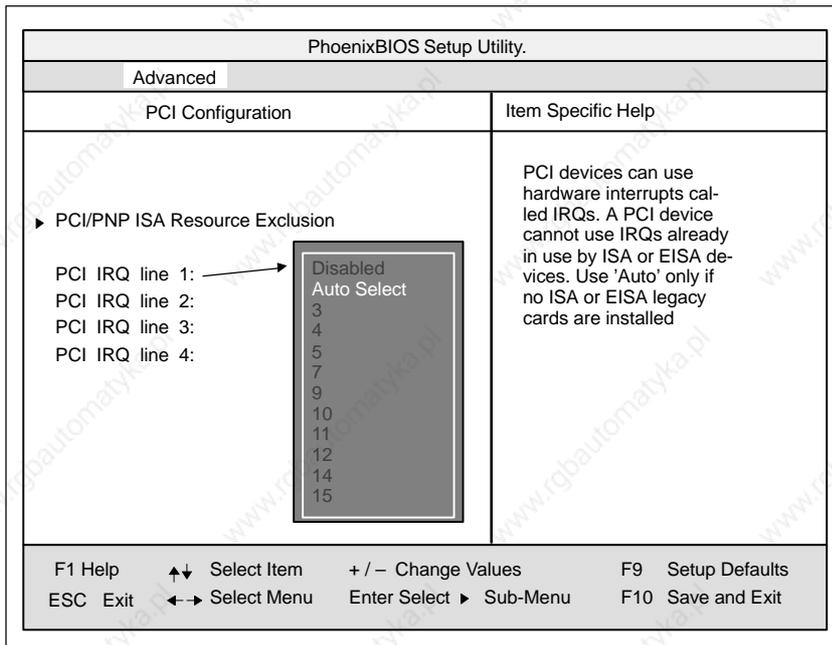 PhoenixBIOS Setup Utility.
Advanced
PCI Configuration
Item Specific Help
PCI/PNP ISA Resource Exclusion
PCI IRQ line 1:
PCI IRQ line 2:
PCI IRQ line 3:
PCI IRQ line 4:
Disabled
Auto Select
3
4
5
7
9
10
11
12
14
15
PCI devices can use
hardware interrupts cal-
led IRQs. A PCI device
cannot use IRQs already
in use by ISA or EISA de-
vices. Use 'Auto' only if
no ISA or EISA legacy
cards are installed
F1 Help Select Item + / – Change Values F9 Setup Defaults
ESC Exit Select Menu Enter Select Sub-Menu F10 Save and Exit
www.rgbautomatyka.pl